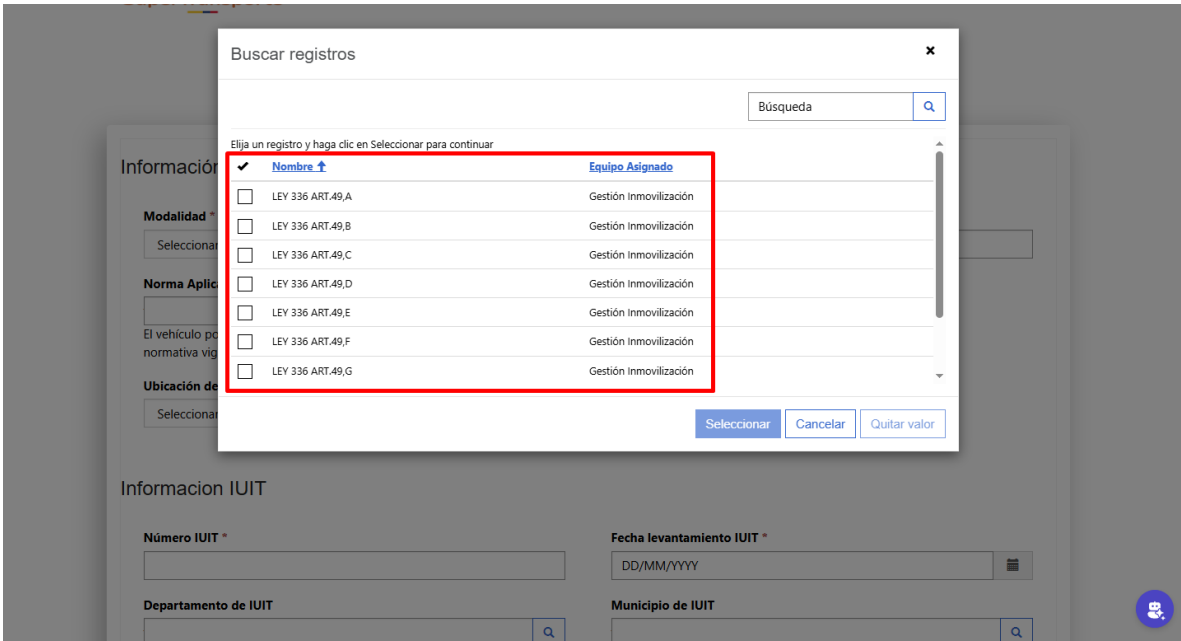 Buscar registros
Búsqueda
Elija un registro y haga clic en Seleccionar para continuar
Nombre Equipo Asignado
LEY 336 ART.49,A Gestión Inmovilización
LEY 336 ART.49,B Gestión Inmovilización
LEY 336 ART.49,C Gestión Inmovilización
LEY 336 ART.49,D Gestión Inmovilización
LEY 336 ART.49,E Gestión Inmovilización
LEY 336 ART.49,F Gestión Inmovilización
LEY 336 ART.49,G Gestión Inmovilización
Seleccionar Cancelar Quitar valor
Información
Modalidad *
Seleccionar
Norma
El vehículo
normativa
Ubicación de
Seleccionar
Informacion IUIT
Número IUIT * Fecha levantamiento IUIT *
DD/MM/YYYY
Departamento de IUIT Municipio de IUIT